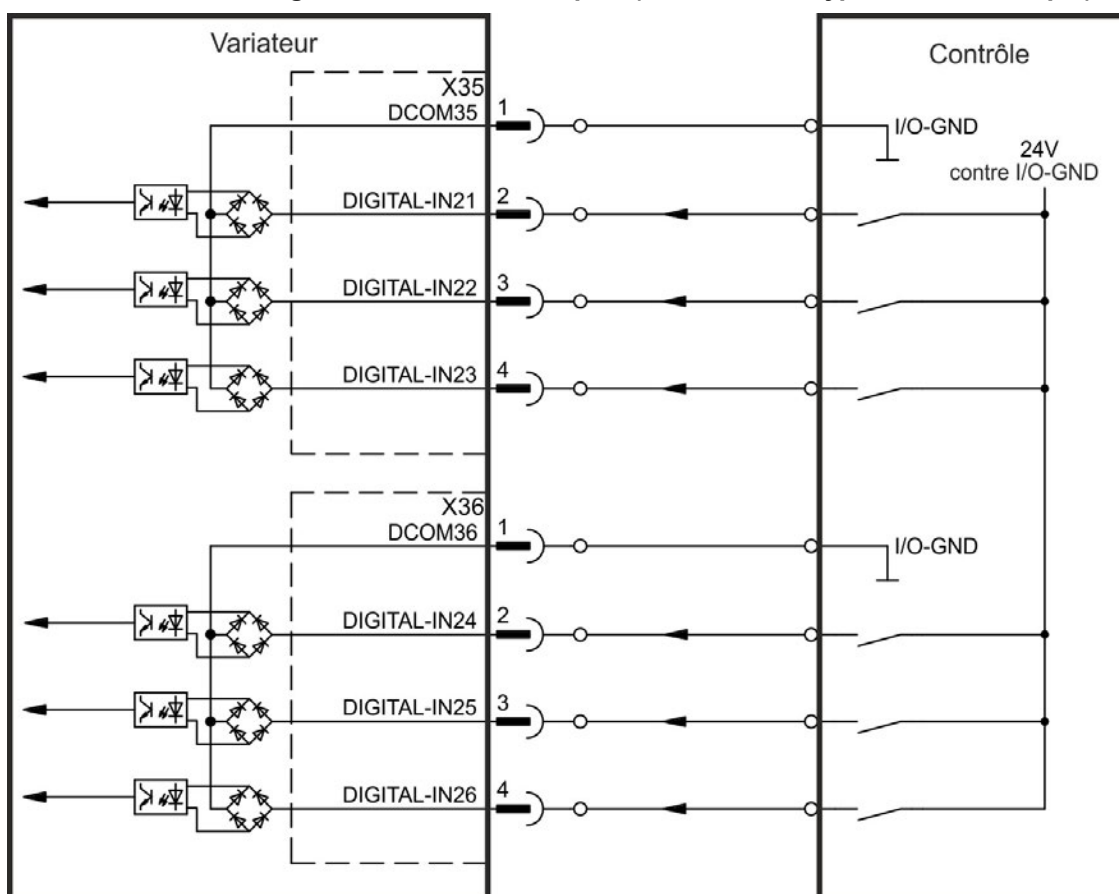 Variateur
Contrôle
X35
DCOM35
1
I/O-GND
24V
contre I/O-GND
DIGITAL-IN21
2
DIGITAL-IN22
3
DIGITAL-IN23
4
X36
DCOM36
1
I/O-GND
DIGITAL-IN24
2
DIGITAL-IN25
3
DIGITAL-IN26
4